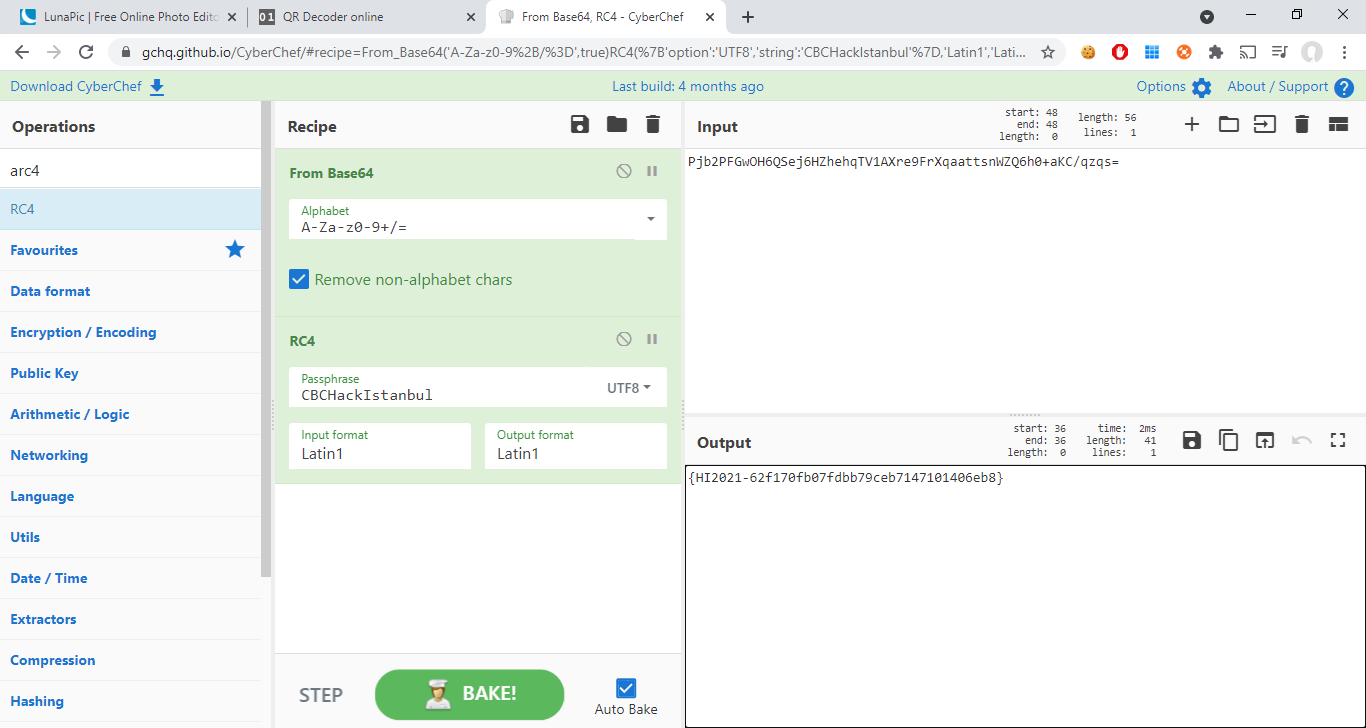 LunaPic | Free Online Photo Edito
01 QR Decoder online
From Base64, RC4 - CyberChef
gchq.github.io/CyberChef/#recipe=From_Base64('A-Za-z0-9%2B/%3D',true)RC4(%7B'option':'UTF8','string':'CBCHackIstanbul'%7D,'Latin1','Lati...
Download CyberChef
Last build: 4 months ago
Options
About / Support ?
Operations
arc4
RC4
Favourites
Data format
Encryption / Encoding
Public Key
Arithmetic / Logic
Networking
Language
Utils
Date / Time
Extractors
Compression
Hashing
Recipe
From Base64
Alphabet
A-Za-z0-9+/=
Remove non-alphabet chars
RC4
Passphrase
CBCHackIstanbul
UTF8
Input format
Latin1
Output format
Latin1
STEP
BAKE!
Auto Bake
Input
start: 48
end: 48
length: 0
length: 56
lines: 1
Pjb2PFGwOH6QSej6HZhehqTV1AXre9FrXqaattsnWZQ6h0+aKC/qzqs=
Output
start: 36
end: 36
length: 0
time: 2ms
length: 41
lines: 1
{HI2021-62f170fb07fdbb79ceb7147101406eb8}